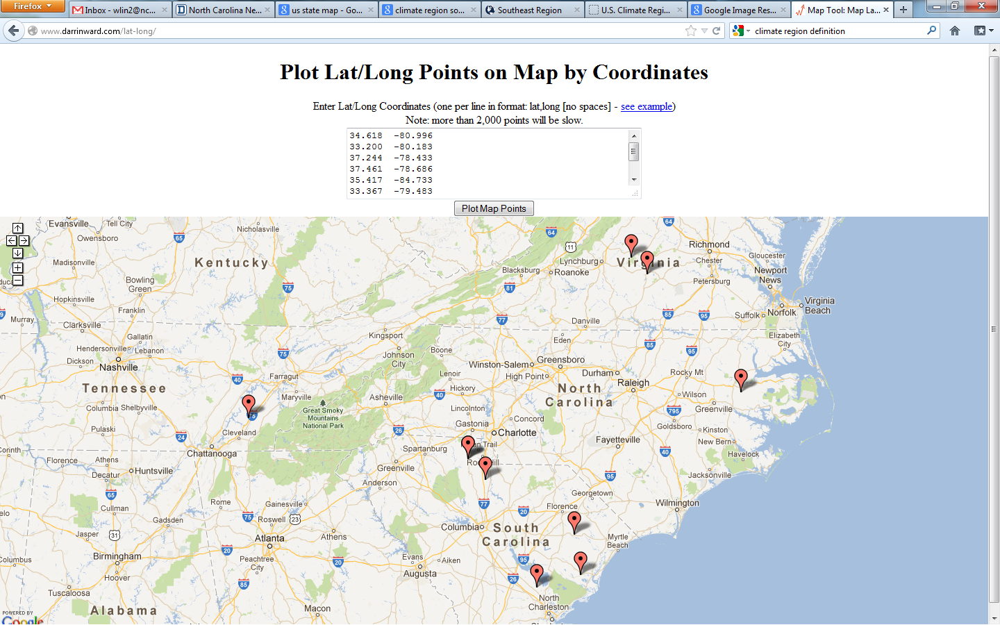 Firefox
Inbox - wlin2@nc...
North Carolina Ne...
us state map - Go...
climate region so...
Southeast Region
U.S. Climate Regi...
Google Image Res...
Map Tool: Map La...
www.darrinward.com/lat-long/
climate region definition
Plot Lat/Long Points on Map by Coordinates
Enter Lat/Long Coordinates (one per line in format: lat,long [no spaces] - see example)
Note: more than 2,000 points will be slow.
34.618 -80.996
33.200 -80.183
37.244 -78.433
37.461 -78.686
35.417 -84.733
33.367 -79.483
Plot Map Points
Evansville
Tell City
Owensboro
65
Nicholasville
64
11
64
Richmond
Gloucester
Kentucky
Madisonville
Lynchburg
Virginia
Chester
Blacksburg
Roanoke
Newport
News
Bowling
Green
75
81
Petersburg
Hopkinsville
Franklin
Virginia
Beach
Norfolk
Murray
Clarksville
77
Danville
85
95
Suffolk
Gallatin
Kingsport
Eden
Elizabeth
City
Hendersonville
Lebanon
Dickson
Nashville
75
Johnson
City
Boone
85
95
Winston-Salem
Greensboro
High Point
Durham
Raleigh
Rocky Mt
Tennessee
40
Farragut
Lenoir
Hickory
North
Carolina
Maryville
Asheville
40
Wilson
Columbia
Shelbyville
Great Smoky
Mountains
National Park
Lincolnton
Concord
795
Greenville
75
Pulaski
Cleveland
Gastonia
Charlotte
Goldsboro
Kinston
24
26
Fayetteville
New Bern
Chattanooga
Spartanburg
an Trail
40
Havelock
Florence
Athens
Greenville
Roc Hill
Huntsville
Decatur
Anderson
95
Jacksonville
65
Rome
Gainesville
77
Georgetown
Wilmington
Cullman
Gadsden
75
Roswell
23
20
Florence
Jasper
31
Atlanta
Athens
Columbia
South
Carolina
Myrtle
Beach
Birmingham
20
Peachtree
City
20
Evans
Aiken
95
Columbus
Hoover
85
Augusta
26
Tuscaloosa
North
Charleston
Alabama
Macon
POWERED BY
Google